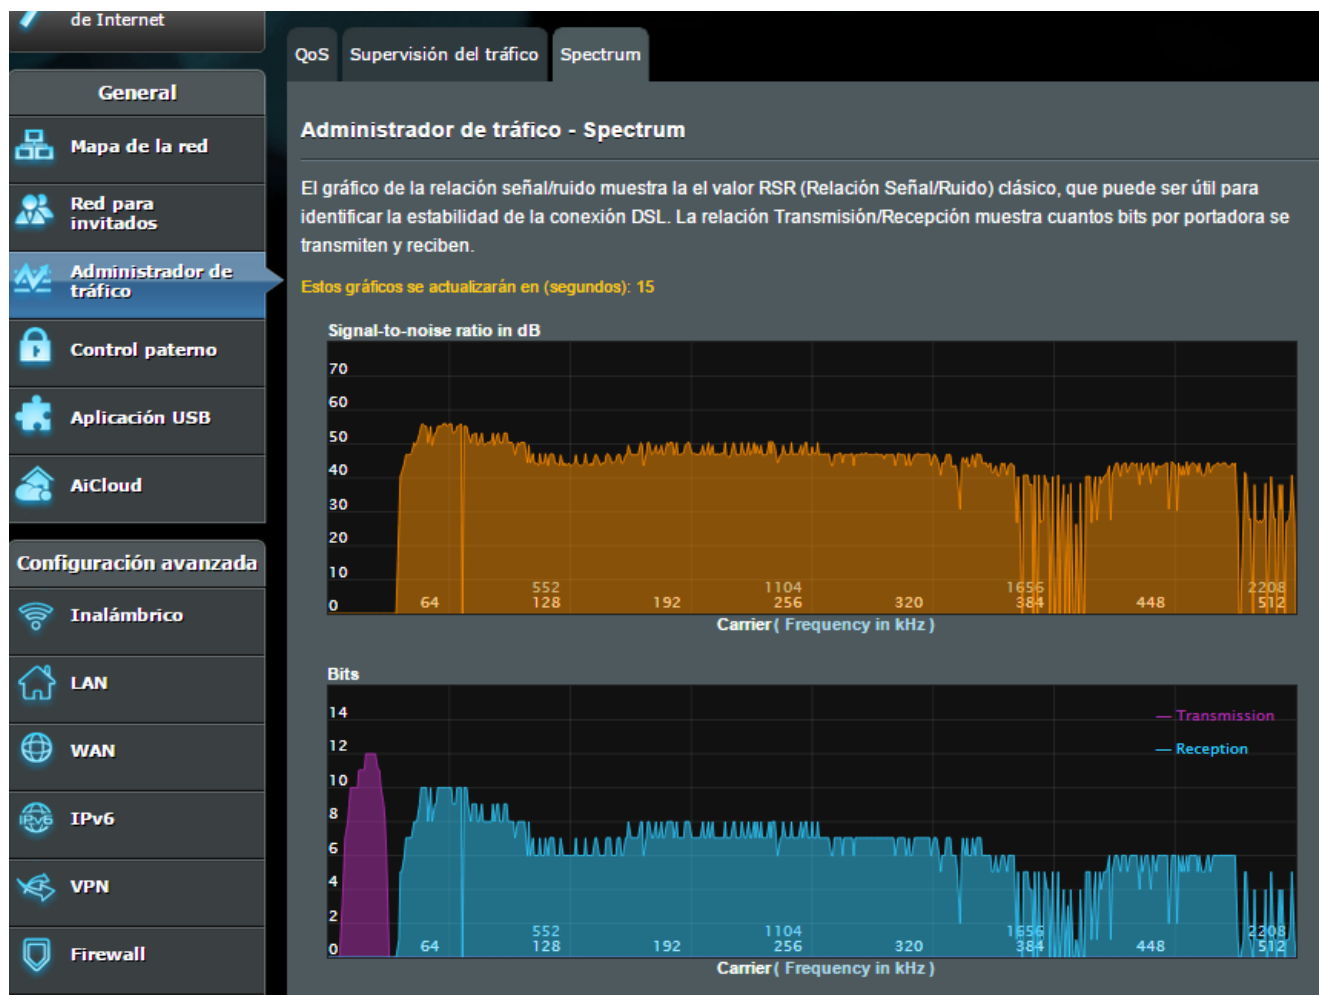 de Internet
General
Mapa de la red
Red para
invitados
Administrador de
tráfico
Control paterno
Aplicación USB
AiCloud
Configuración avanzada
Inalámbrico
LAN
WAN
IPv6
IPv6
VPN
Firewall
QoS Supervisión del tráfico Spectrum
Administrador de tráfico - Spectrum
El gráfico de la relación señal/ruido muestra la el valor RSR (Relación Señal/Ruido) clásico, que puede ser útil para
identificar la estabilidad de la conexión DSL. La relación Transmisión/Recepción muestra cuantos bits por portadora se
transmiten y reciben.
Estos gráficos se actualizarán en (segundos): 15
Signal-to-noise ratio in dB
70
60
50
40
30
20
10
552 1104 1656 2208
0 64 128 192 256 320 384 448 512
Carrier ( Frequency in kHz )
Bits
14
Transmission
12
Reception
10
8
6
4
2
552 1104 1656 2208
0 64 128 192 256 320 384 448 512
Carrier ( Frequency in kHz )